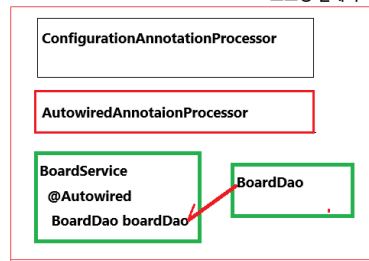 ConfigurationAnnotationProcessor
AutowiredAnnotaionProcessor
BoardService
@Autowired
BoardDao boardDao
BoardDao